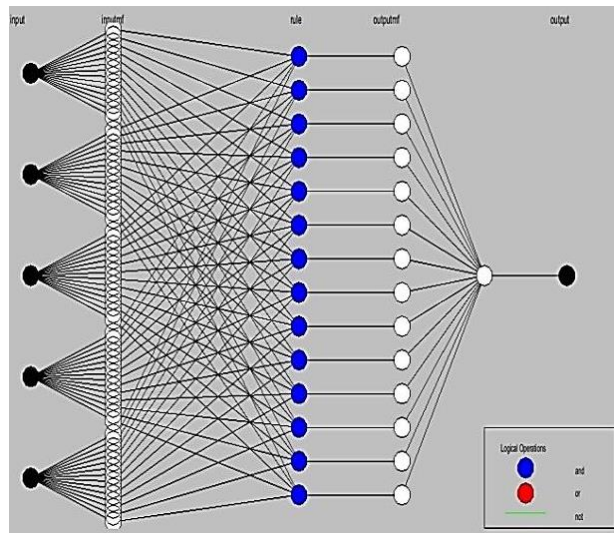 input inputmf rule outputmf output
Logical Operations
and
or
not